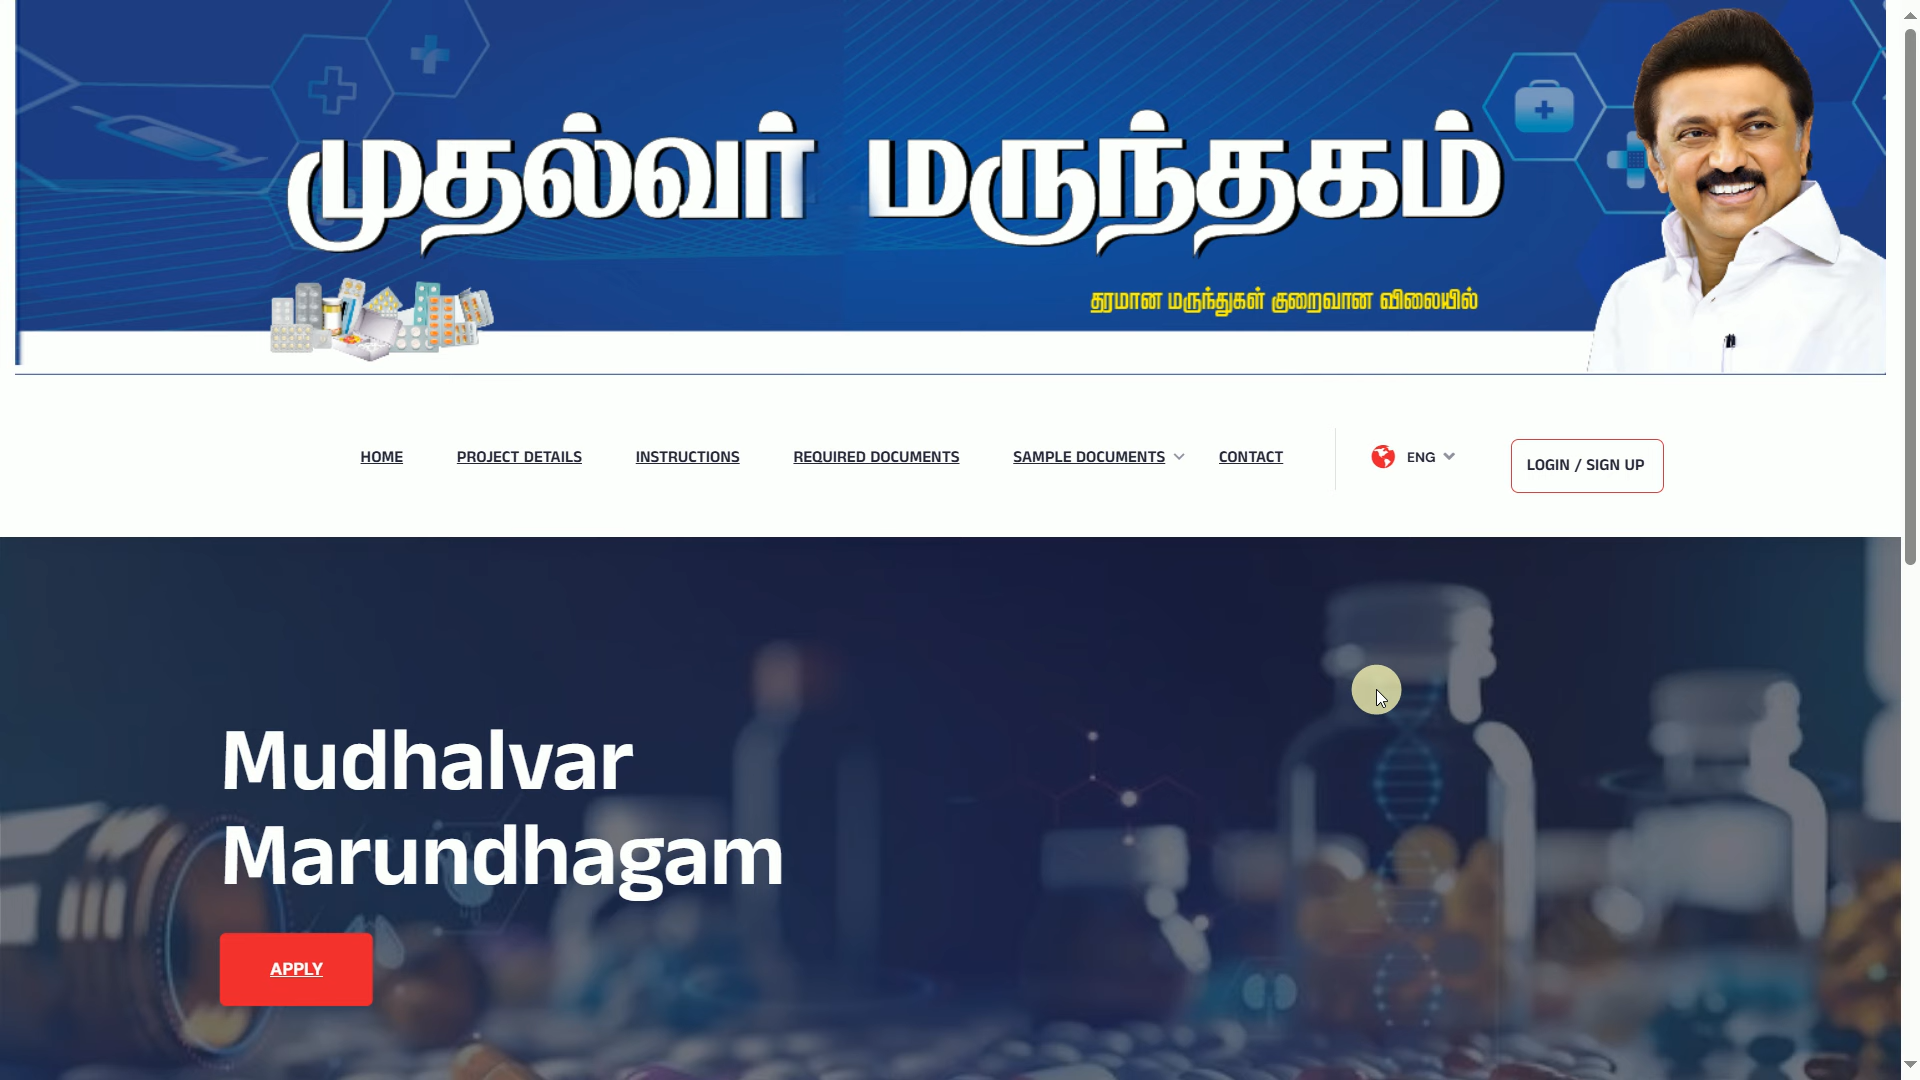 முதல்வர் மருந்தகம்
தரமான மருந்துகள் குறைவான விலையில்
HOME PROJECT DETAILS INSTRUCTIONS REQUIRED DOCUMENTS SAMPLE DOCUMENTS CONTACT ENG LOGIN / SIGN UP
Mudhalvar
Marundhagam
APPLY